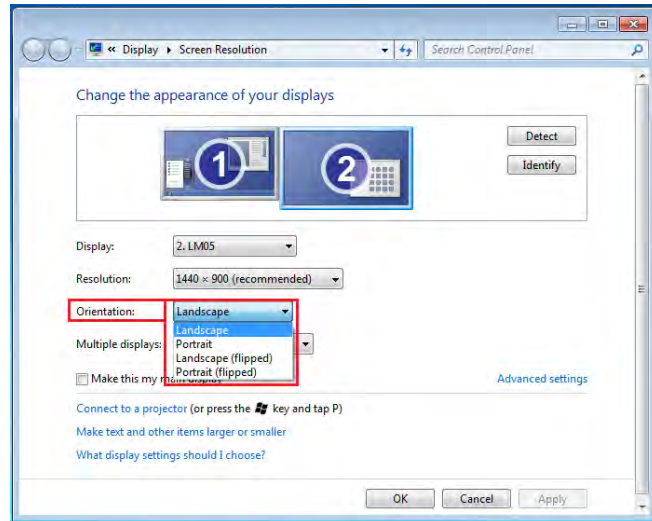 « Display ▸ Screen Resolution
Search Control Panel
Change the appearance of your displays
1
2
Detect
Identify
Display:
2. LM05
Resolution:
1440 × 900 (recommended)
Orientation:
Landscape
Landscape
Portrait
Landscape (flipped)
Portrait (flipped)
Multiple displays:
Make this my main display
Advanced settings
Connect to a projector (or press the key and tap P)
Make text and other items larger or smaller
What display settings should I choose?
OK
Cancel
Apply